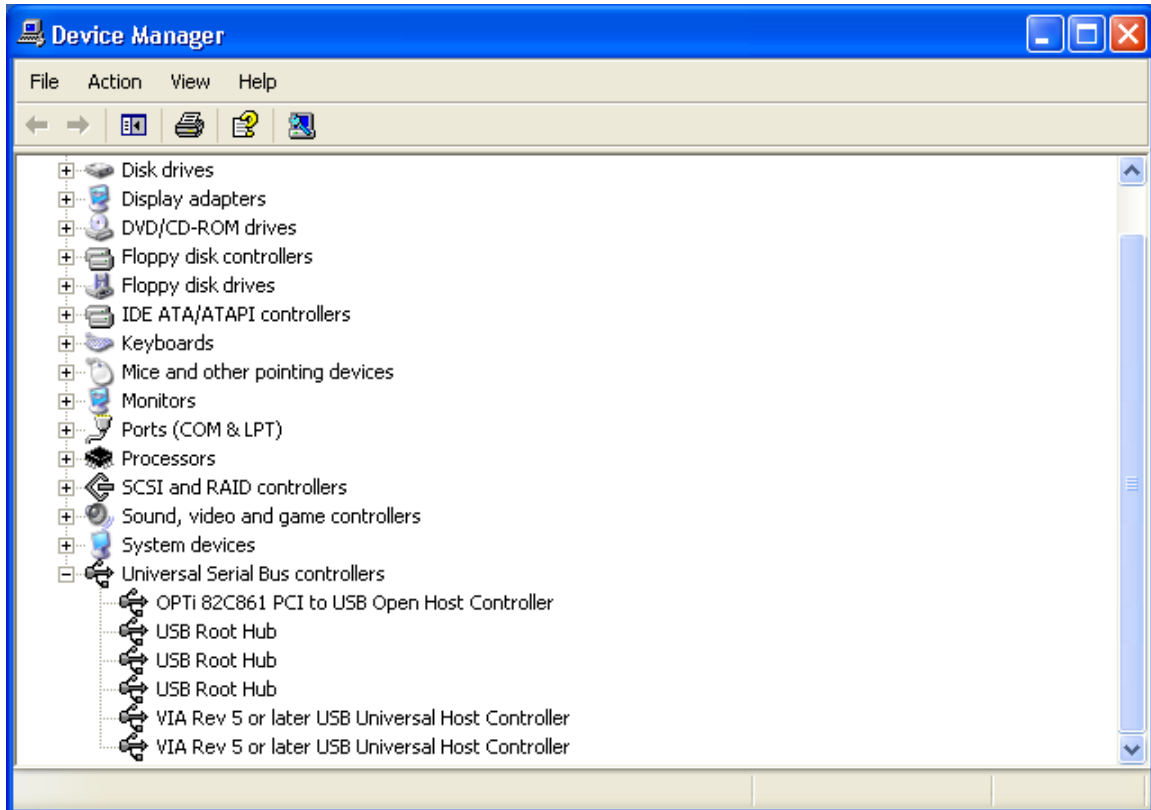 Device Manager
File Action View Help
Disk drives
Display adapters
DVD/CD-ROM drives
Floppy disk controllers
Floppy disk drives
IDE ATA/ATAPI controllers
Keyboards
Mice and other pointing devices
Monitors
Ports (COM & LPT)
Processors
SCSI and RAID controllers
Sound, video and game controllers
System devices
Universal Serial Bus controllers
OPTi 82C861 PCI to USB Open Host Controller
USB Root Hub
USB Root Hub
USB Root Hub
VIA Rev 5 or later USB Universal Host Controller
VIA Rev 5 or later USB Universal Host Controller